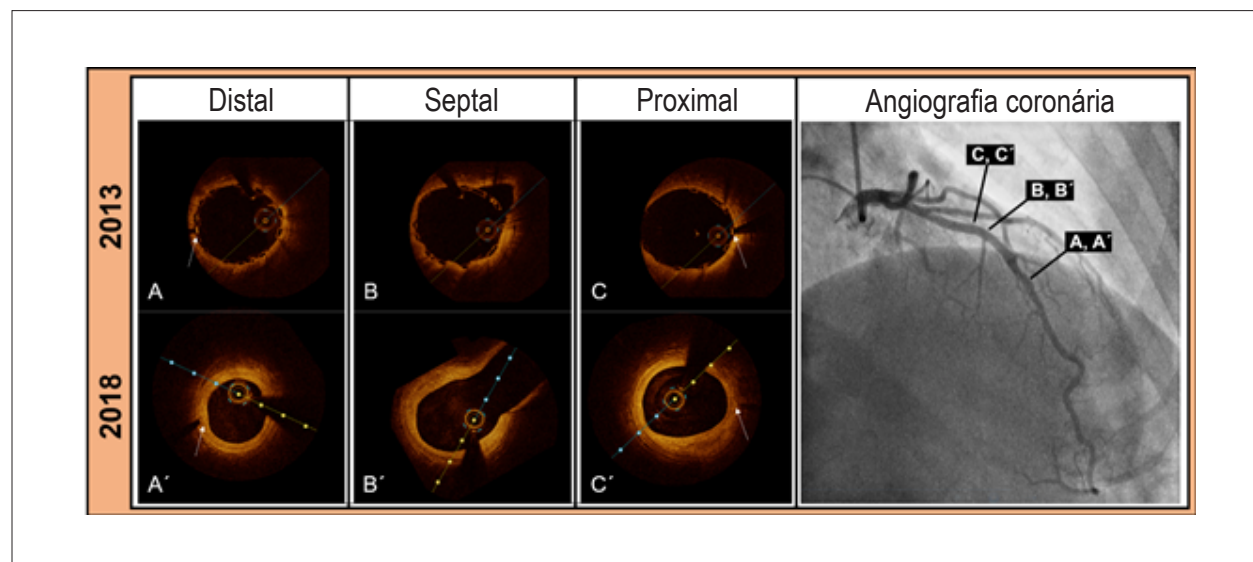 Distal
Septal
Proximal
Angiografia coronária
2013
A
B
C
2018
A´
B´
C´
C, C´
B, B´
A, A´